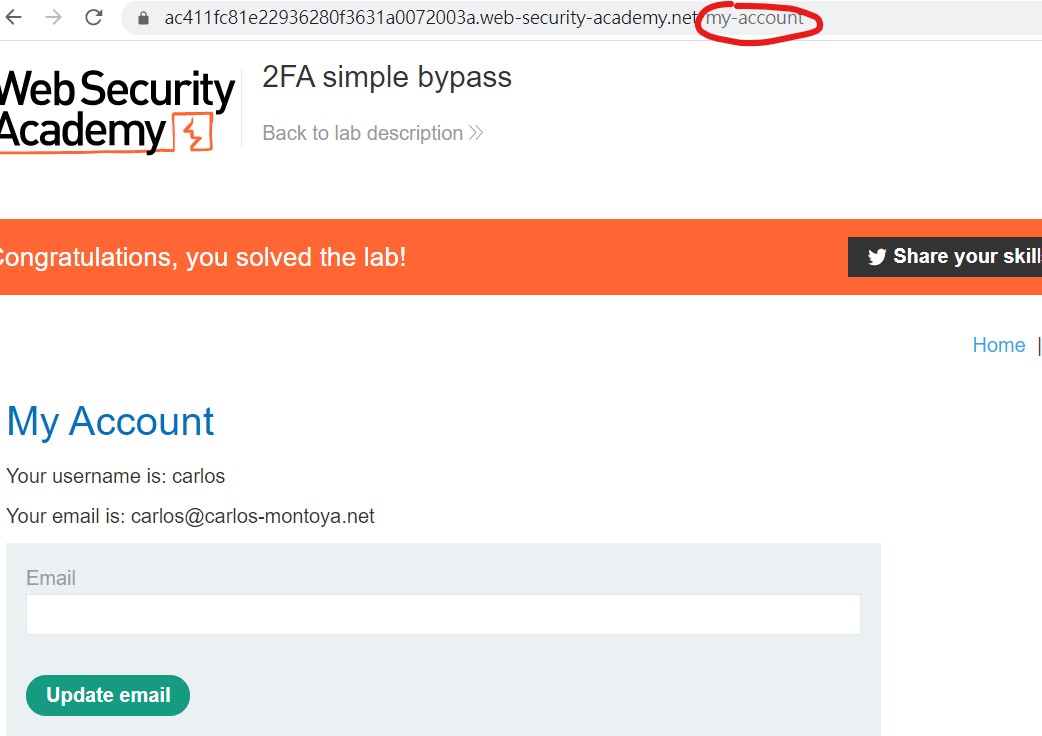 ac411fc81e22936280f3631a0072003a.web-security-academy.net/my-account
Web Security
Academy
2FA simple bypass
Back to lab description
Congratulations, you solved the lab!
Share your skill
Home |
My Account
Your username is: carlos
Your email is: carlos@carlos-montoya.net
Email
Update email